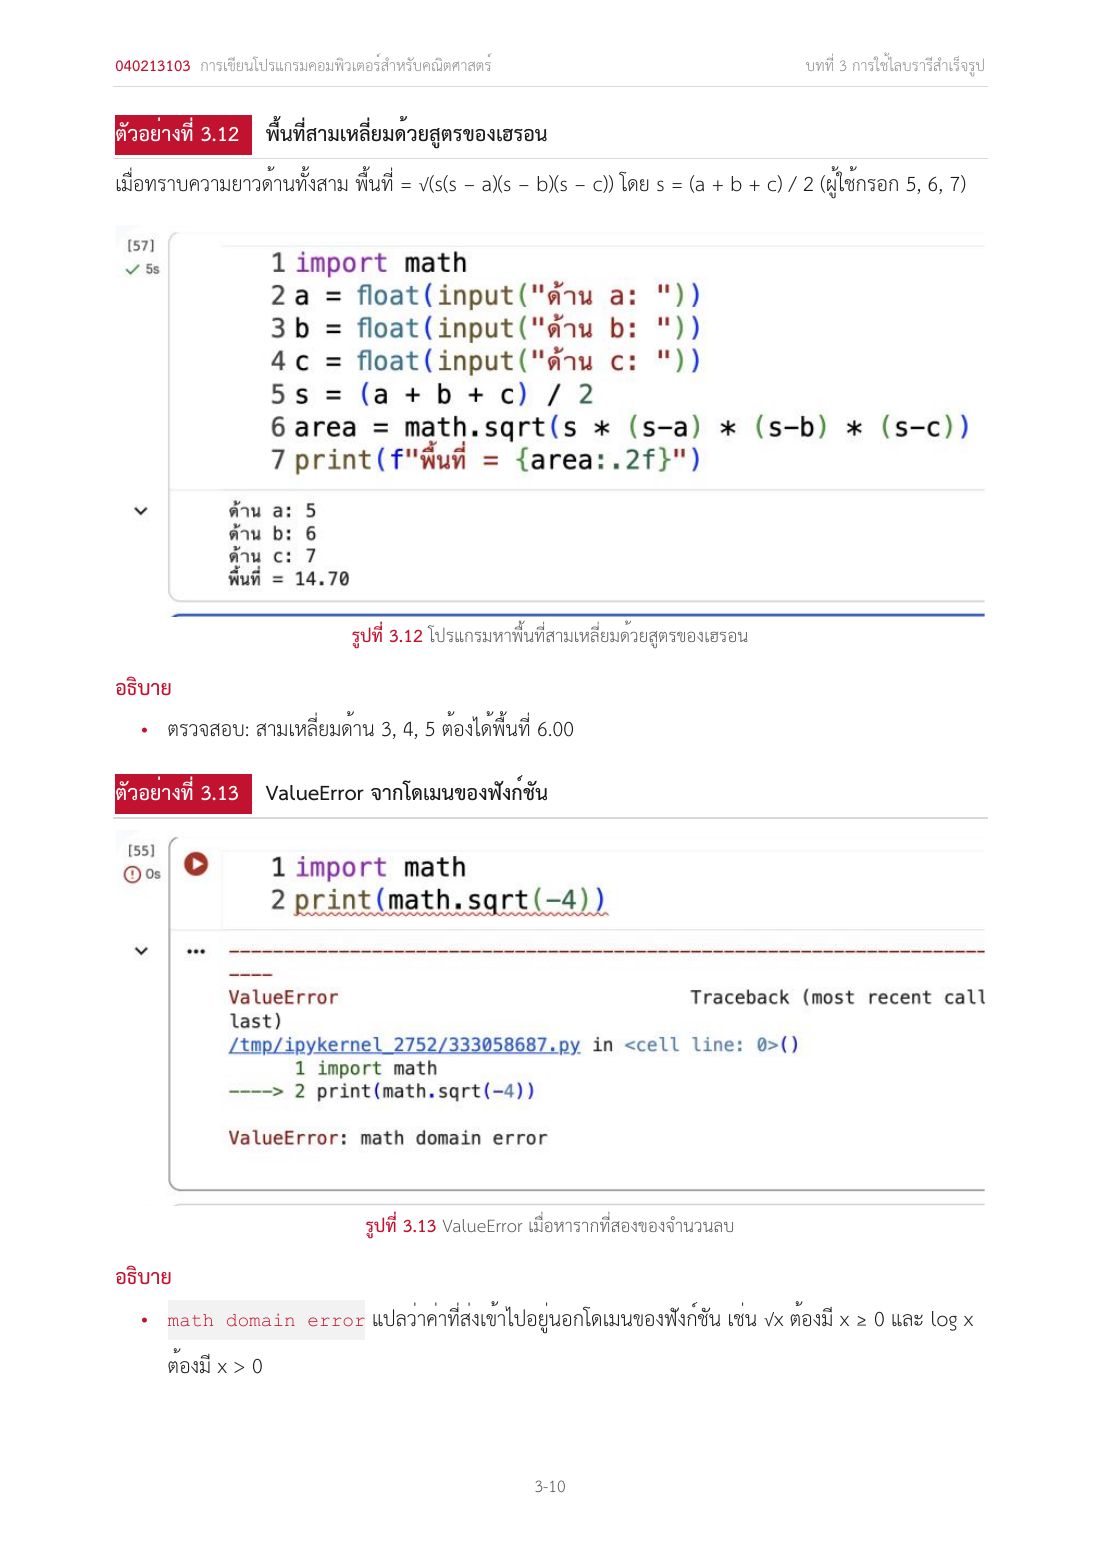 040213103 การเขียนโปรแกรมคอมพิวเตอร์สำหรับคณิตศาสตร์ บทที่ 3 การใช้ไลบรารีสำเร็จรูป
ตัวอย่างที่ 3.12 พื้นที่สามเหลี่ยมด้วยสูตรของเฮรอน
เมื่อทราบความยาวด้านทั้งสาม พื้นที่ = √(s(s – a)(s – b)(s – c)) โดย s = (a + b + c) / 2 (ผู้ใช้กรอก 5, 6, 7)
[57]
5s
1 import math
2 a = float(input("ด้าน a: "))
3 b = float(input("ด้าน b: "))
4 c = float(input("ด้าน c: "))
5 s = (a + b + c) / 2
6 area = math.sqrt(s * (s-a) * (s-b) * (s-c))
7 print(f"พื้นที่ = {area:.2f}")
ด้าน a: 5
ด้าน b: 6
ด้าน c: 7
พื้นที่ = 14.70
รูปที่ 3.12 โปรแกรมหาพื้นที่สามเหลี่ยมด้วยสูตรของเฮรอน
อธิบาย
• ตรวจสอบ: สามเหลี่ยมด้าน 3, 4, 5 ต้องได้พื้นที่ 6.00
ตัวอย่างที่ 3.13 ValueError จากโดเมนของฟังก์ชัน
[55]
0s
1 import math
2 print(math.sqrt(-4))
---------------------------------------------------------------------
----
ValueError Traceback (most recent call
last)
/tmp/ipykernel_2752/333058687.py in <cell line: 0>()
1 import math
----> 2 print(math.sqrt(-4))
ValueError: math domain error
รูปที่ 3.13 ValueError เมื่อหารากที่สองของจำนวนลบ
อธิบาย
• math domain error แปลว่าค่าที่ส่งเข้าไปอยู่นอกโดเมนของฟังก์ชัน เช่น √x ต้องมี x ≥ 0 และ log x
ต้องมี x > 0
3-10